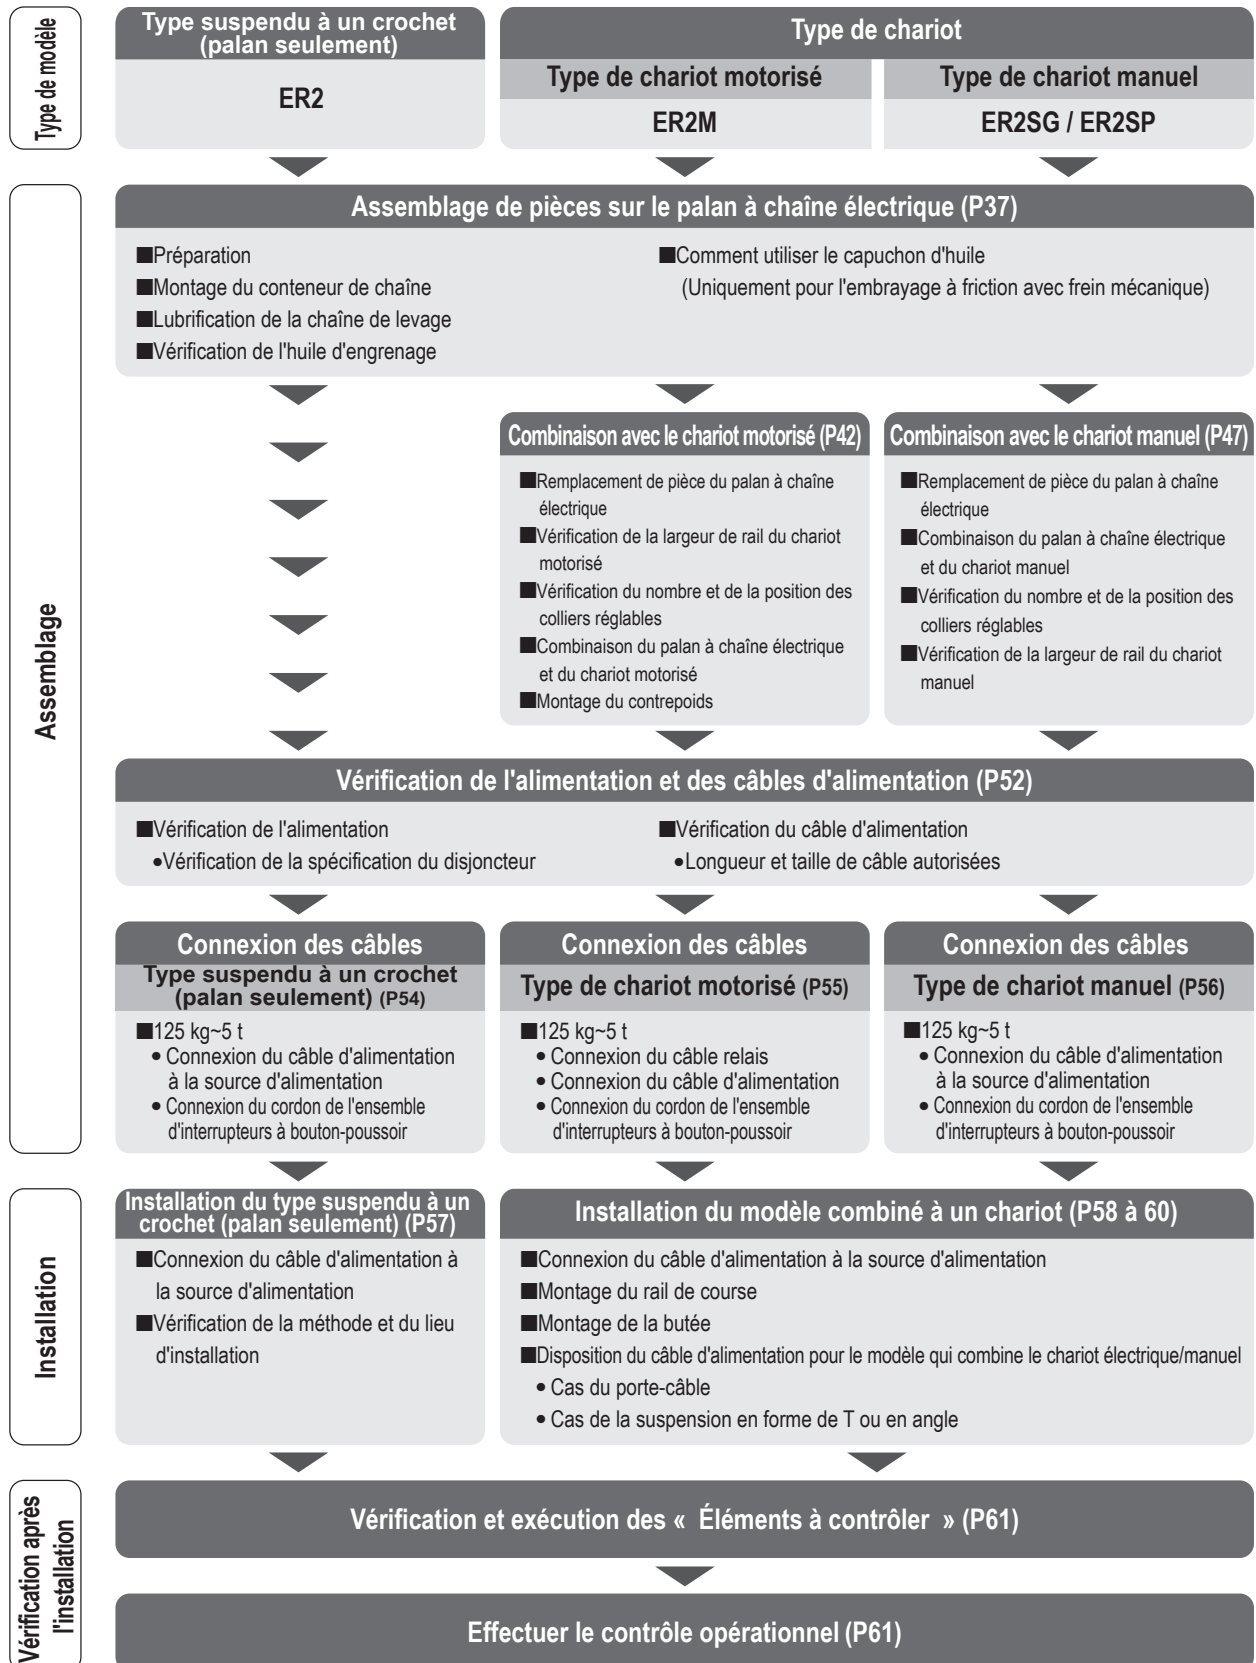 Type de modèle
Type suspendu à un crochet
(palan seulement)
ER2
Type de chariot
Type de chariot motorisé
ER2M
Type de chariot manuel
ER2SG / ER2SP
Assemblage
Assemblage de pièces sur le palan à chaîne électrique (P37)
■Préparation
■Montage du conteneur de chaîne
■Lubrification de la chaîne de levage
■Vérification de l'huile d'engrenage
■Comment utiliser le capuchon d'huile
(Uniquement pour l'embrayage à friction avec frein mécanique)
Combinaison avec le chariot motorisé (P42)
■Remplacement de pièce du palan à chaîne
électrique
■Vérification de la largeur de rail du chariot
motorisé
■Vérification du nombre et de la position des
colliers réglables
■Combinaison du palan à chaîne électrique
et du chariot motorisé
■Montage du contrepoids
Combinaison avec le chariot manuel (P47)
■Remplacement de pièce du palan à chaîne
électrique
■Combinaison du palan à chaîne électrique
et du chariot manuel
■Vérification du nombre et de la position des
colliers réglables
■Vérification de la largeur de rail du chariot
manuel
Vérification de l'alimentation et des câbles d'alimentation (P52)
■Vérification de l'alimentation
•Vérification de la spécification du disjoncteur
■Vérification du câble d'alimentation
•Longueur et taille de câble autorisées
Connexion des câbles
Type suspendu à un crochet
(palan seulement) (P54)
■125 kg~5 t
• Connexion du câble d'alimentation
à la source d'alimentation
• Connexion du cordon de l'ensemble
d'interrupteurs à bouton-poussoir
Connexion des câbles
Type de chariot motorisé (P55)
■125 kg~5 t
• Connexion du câble relais
• Connexion du câble d'alimentation
• Connexion du cordon de l'ensemble
d'interrupteurs à bouton-poussoir
Connexion des câbles
Type de chariot manuel (P56)
■125 kg~5 t
• Connexion du câble d'alimentation
à la source d'alimentation
• Connexion du cordon de l'ensemble
d'interrupteurs à bouton-poussoir
Installation
Installation du type suspendu à un
crochet (palan seulement) (P57)
■Connexion du câble d'alimentation à
la source d'alimentation
■Vérification de la méthode et du lieu
d'installation
Installation du modèle combiné à un chariot (P58 à 60)
■Connexion du câble d'alimentation à la source d'alimentation
■Montage du rail de course
■Montage de la butée
■Disposition du câble d'alimentation pour le modèle qui combine le chariot électrique/manuel
• Cas du porte-câble
• Cas de la suspension en forme de T ou en angle
Vérification après
l'installation
Vérification et exécution des « Éléments à contrôler » (P61)
Effectuer le contrôle opérationnel (P61)